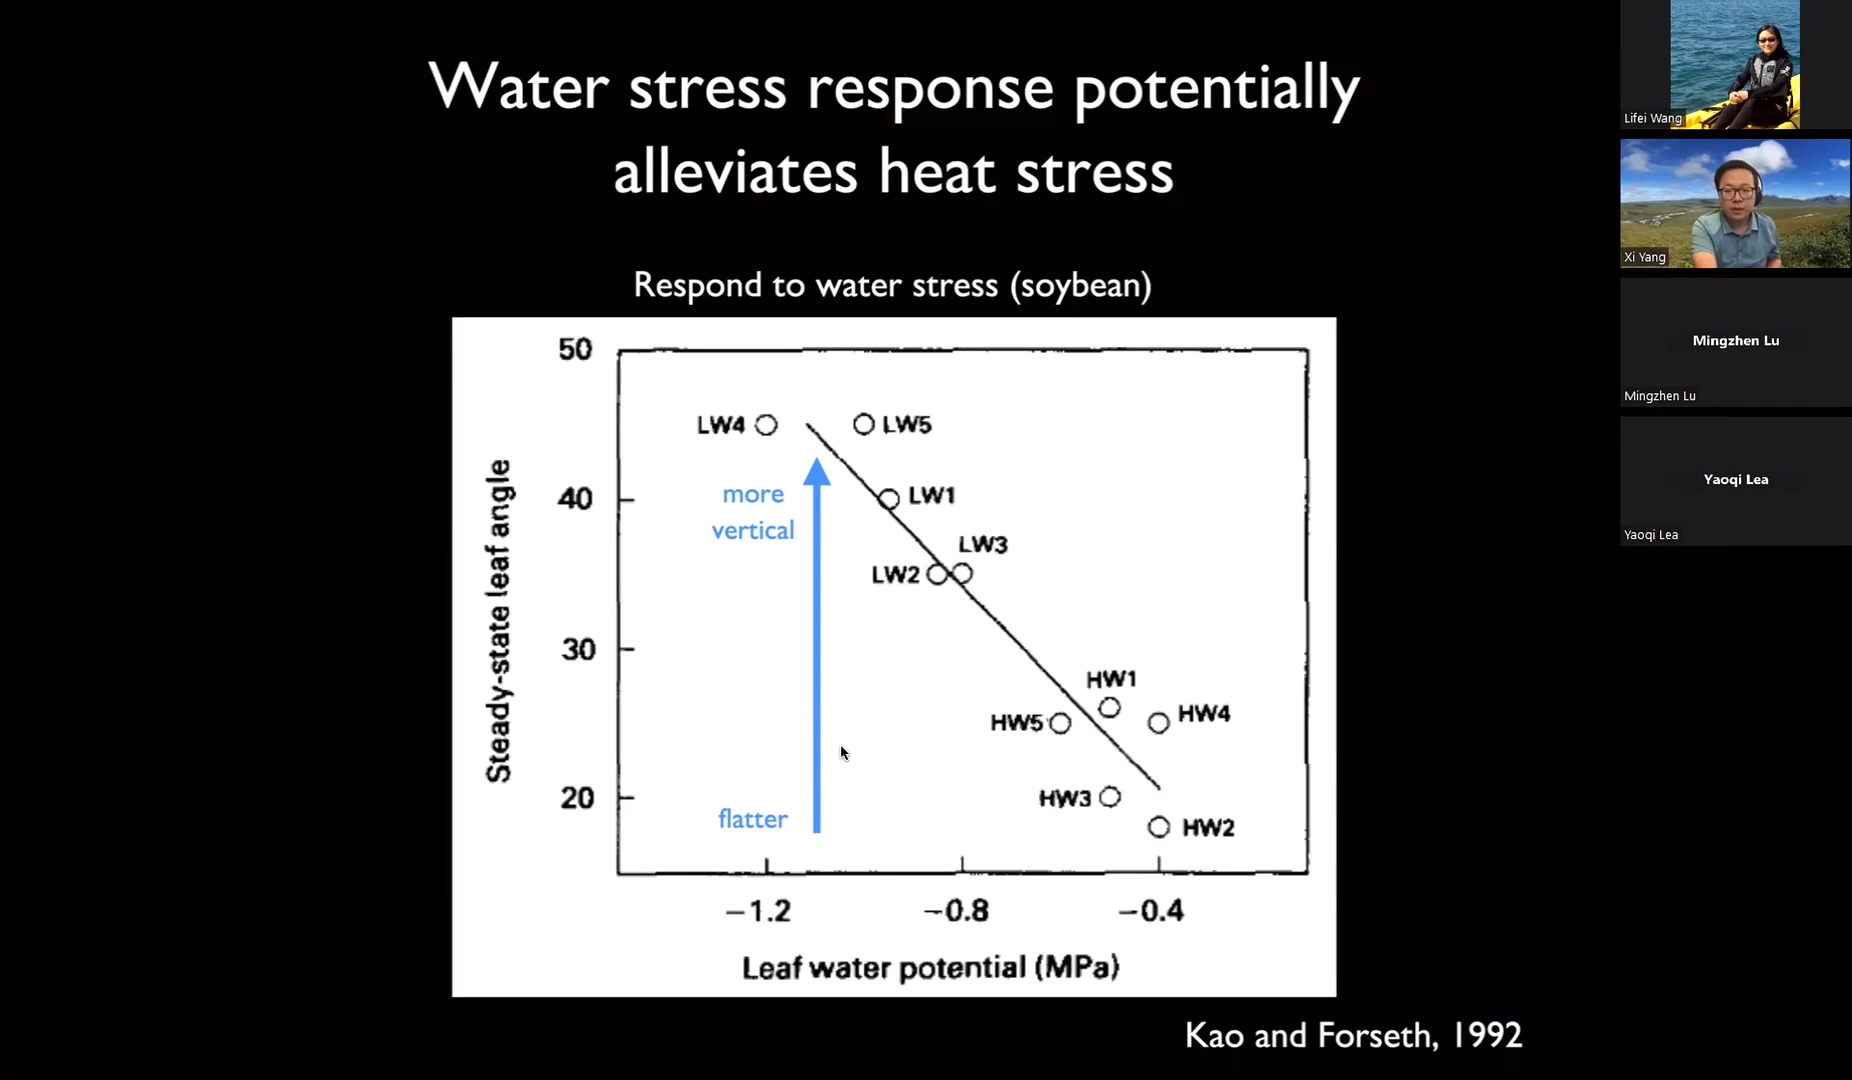 Water stress response potentially
alleviates heat stress
Respond to water stress (soybean)
50
40
30
20
Steady-state leaf angle
LW4
LW5
more
vertical
LW1
LW3
LW2
HW1
HW5
HW4
HW3
flatter
HW2
−1.2
−0.8
−0.4
Leaf water potential (MPa)
Kao and Forseth, 1992
Lifei Wang
Xi Yang
Mingzhen Lu
Mingzhen Lu
Yaoqi Lea
Yaoqi Lea